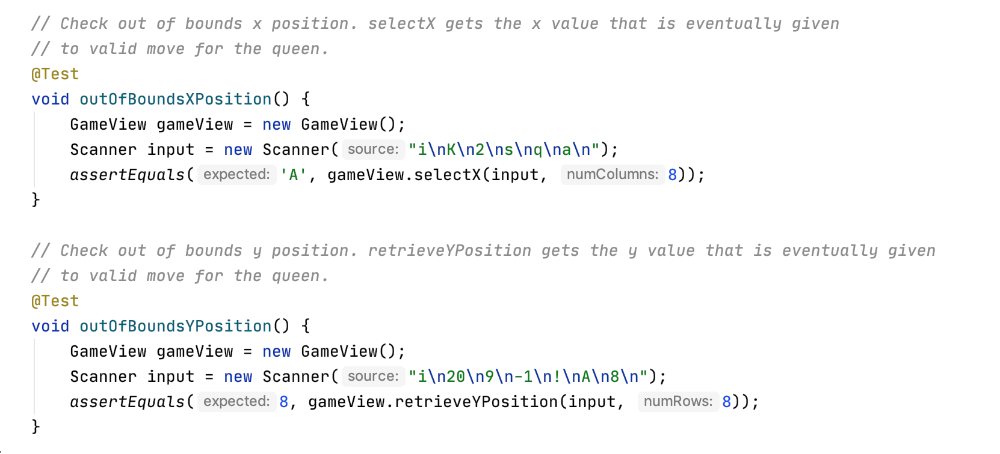 // Check out of bounds x position. selectX gets the x value that is eventually given
// to valid move for the queen.
@Test
void outOfBoundsXPosition() {
GameView gameView = new GameView();
Scanner input = new Scanner( source: "i\nK\n2\ns\nq\na\n");
assertEquals( expected: 'A', gameView.selectX(input, numColumns: 8));
}
// Check out of bounds y position. retrieveYPosition gets the y value that is eventually given
// to valid move for the queen.
@Test
void outOfBoundsYPosition() {
GameView gameView = new GameView();
Scanner input = new Scanner( source: "i\n20\n9\n-1\n!\nA\n8\n");
assertEquals( expected: 8, gameView.retrieveYPosition(input, numRows: 8));
}